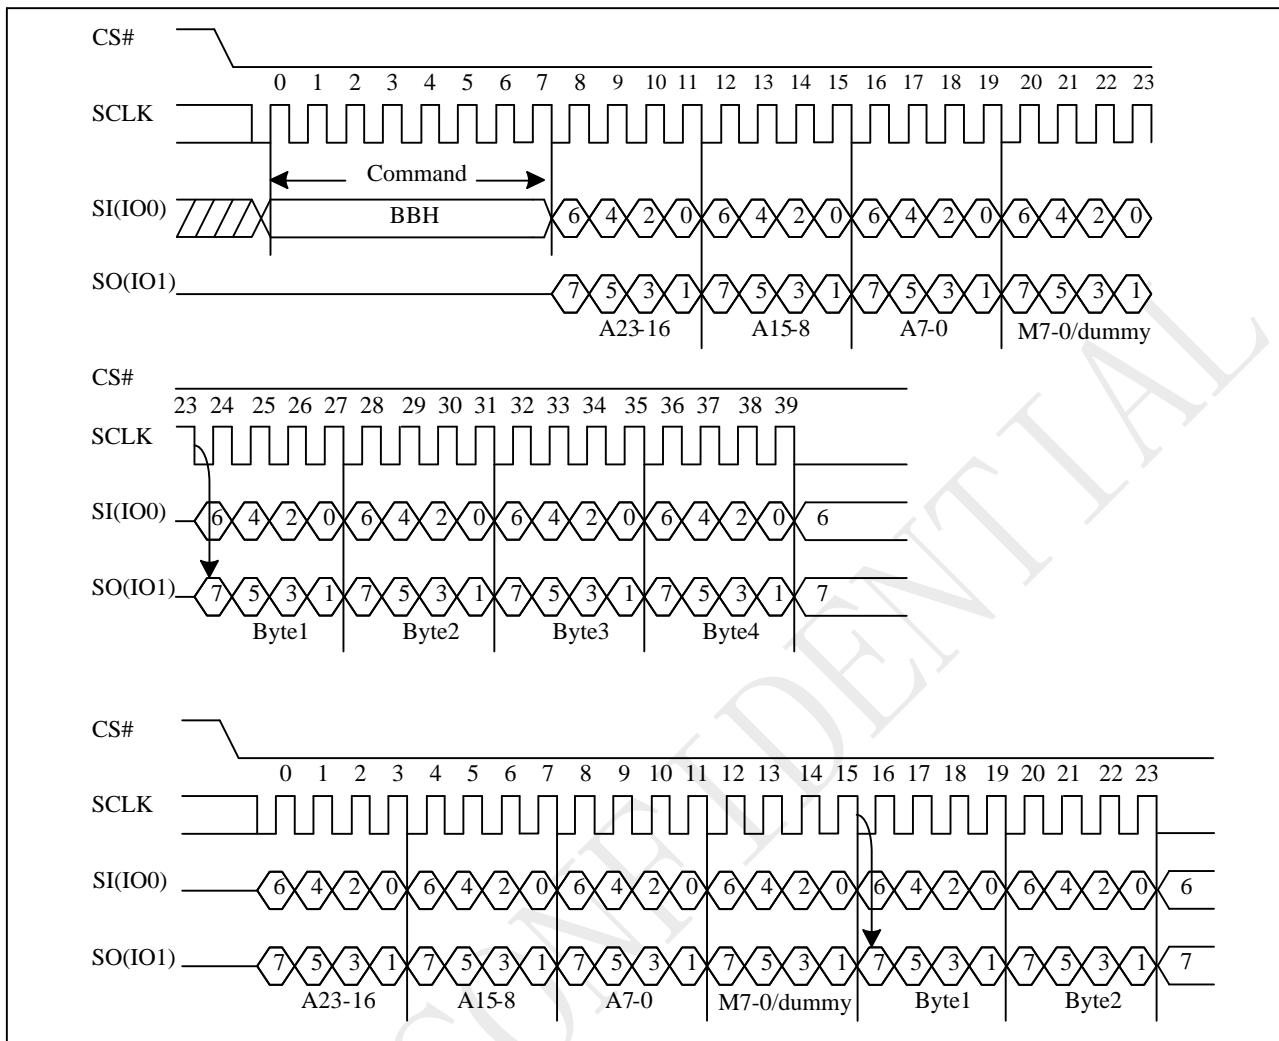 CS#
0 1 2 3 4 5 6 7 8 9 10 11 12 13 14 15 16 17 18 19 20 21 22 23
SCLK
Command
SI(IO0) BBH 6 4 2 0 6 4 2 0 6 4 2 0 6 4 2 0
SO(IO1) 7 5 3 1 7 5 3 1 7 5 3 1 7 5 3 1
A23-16 A15-8 A7-0 M7-0/dummy
CS#
23 24 25 26 27 28 29 30 31 32 33 34 35 36 37 38 39
SCLK
SI(IO0) 6 4 2 0 6 4 2 0 6 4 2 0 6 4 2 0 6
SO(IO1) 7 5 3 1 7 5 3 1 7 5 3 1 7 5 3 1 7
Byte1 Byte2 Byte3 Byte4
CS#
0 1 2 3 4 5 6 7 8 9 10 11 12 13 14 15 16 17 18 19 20 21 22 23
SCLK
SI(IO0) 6 4 2 0 6 4 2 0 6 4 2 0 6 4 2 0 6 4 2 0 6 4 2 0 6
SO(IO1) 7 5 3 1 7 5 3 1 7 5 3 1 7 5 3 1 7 5 3 1 7 5 3 1 7
A23-16 A15-8 A7-0 M7-0/dummy Byte1 Byte2
CONFIDENTIAL